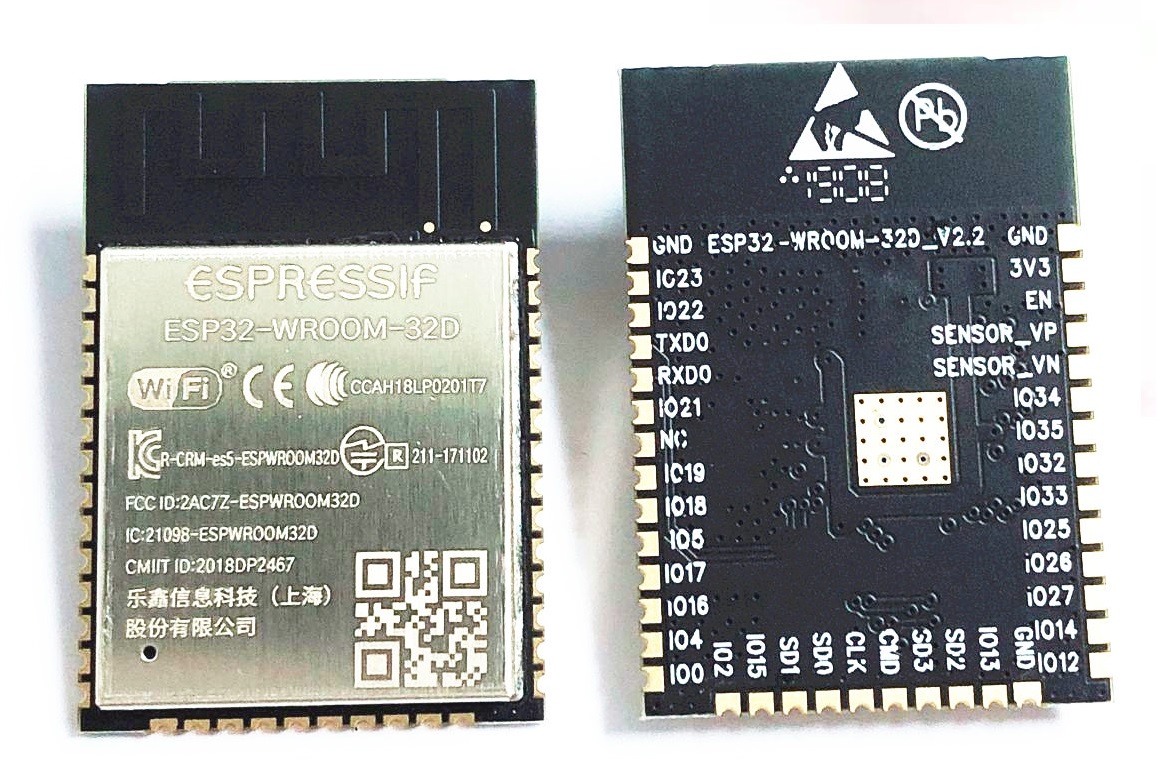 ESPRESSIF
ESP32-WROOM-32D
WiFi® CE CCAH18LP0201T7
R-CRM-es5-ESPWROOM32D R 211-171102
FCC ID:2AC7Z-ESPWROOM32D
IC:21098-ESPWROOM32D
CMIIT ID:2018DP2467
乐鑫信息科技（上海）
股份有限公司
Pb
1908
GND ESP32-WROOM-32D_V2.2 GND
IO23 3V3
IO22 EN
TXD0 SENSOR_VP
RXD0 SENSOR_VN
IO21 IO34
NC IO35
IO19 IO32
IO18 IO33
IO5 IO25
IO17 IO26
IO16 IO27
IO4 IO14
IO0 IO12
IO2 IO15 SD1 SD0 CLK CMD SD3 SD2 IO13 GND